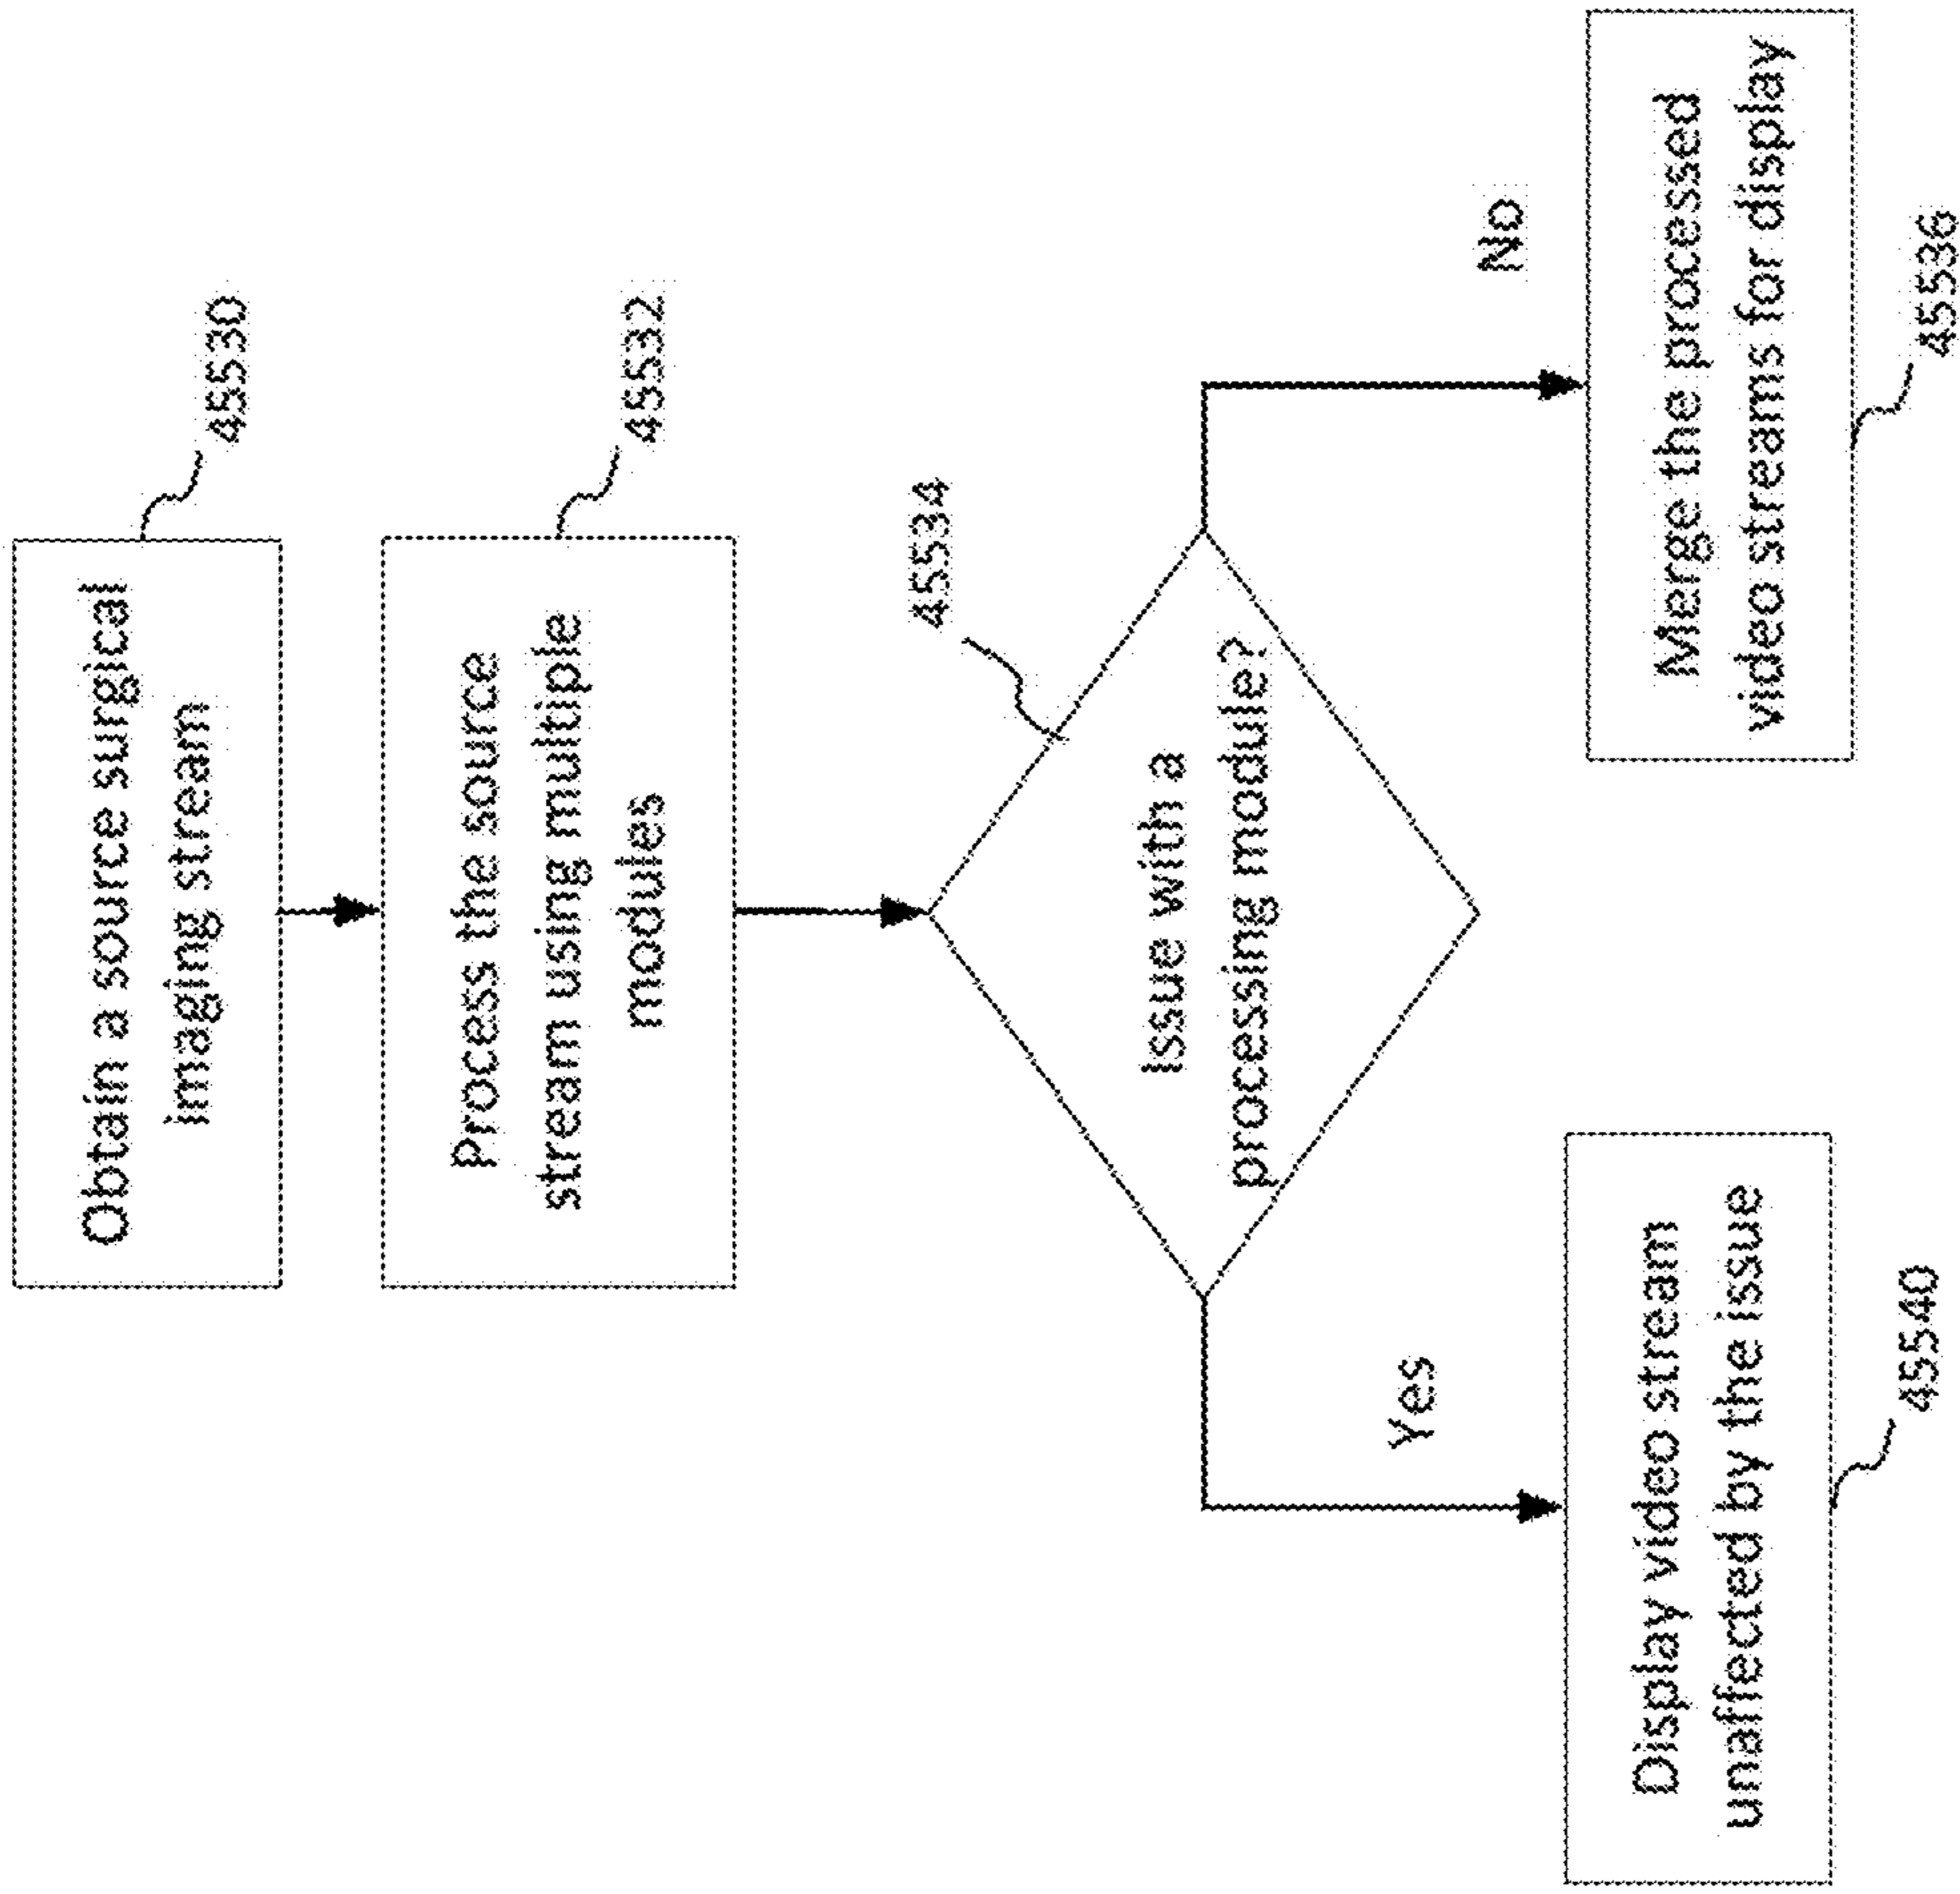 Obtain a source surgical
imaging stream
45530
Process the source
stream using multiple
modules
45532
45534
Issue with a
processing module?
Yes
No
Display video stream
unaffected by the issue
45540
Merge the processed
video streams for display
45536